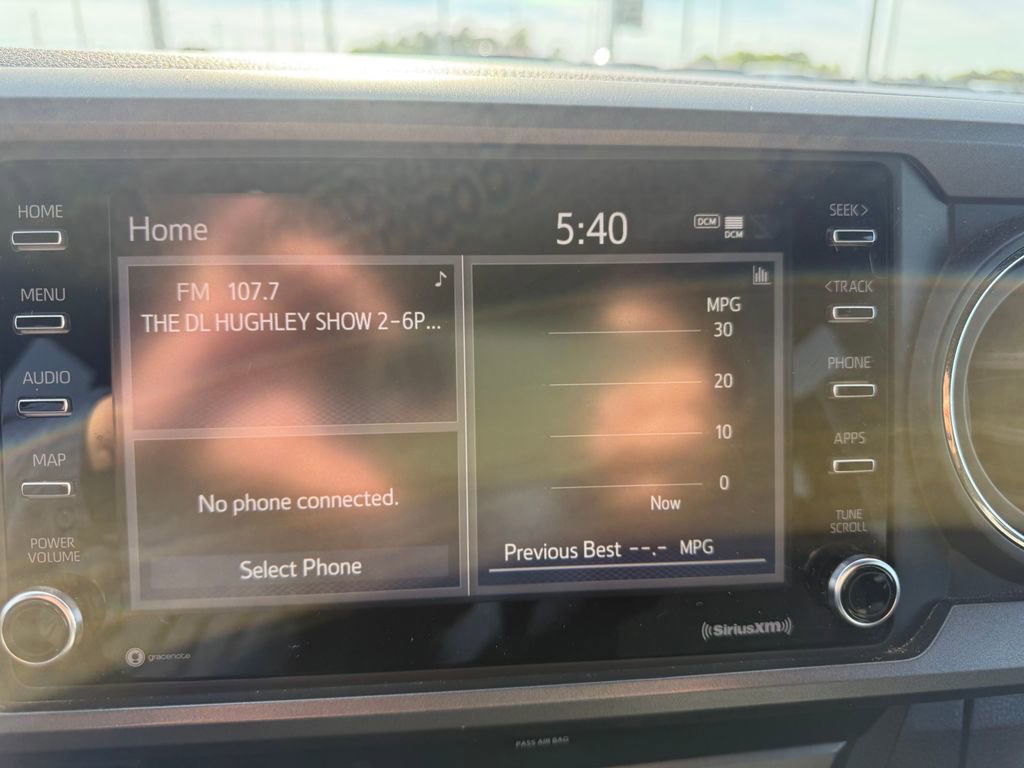 HOME
MENU
AUDIO
MAP
POWER
VOLUME
Home
5:40
DCM
DCM
FM 107.7
THE DL HUGHLEY SHOW 2-6P...
No phone connected.
Select Phone
MPG
30
20
10
0
Now
Previous Best --.- MPG
SEEK>
<TRACK
PHONE
APPS
TUNE
SCROLL
gracenote
SiriusXM
PASS AIR BAG